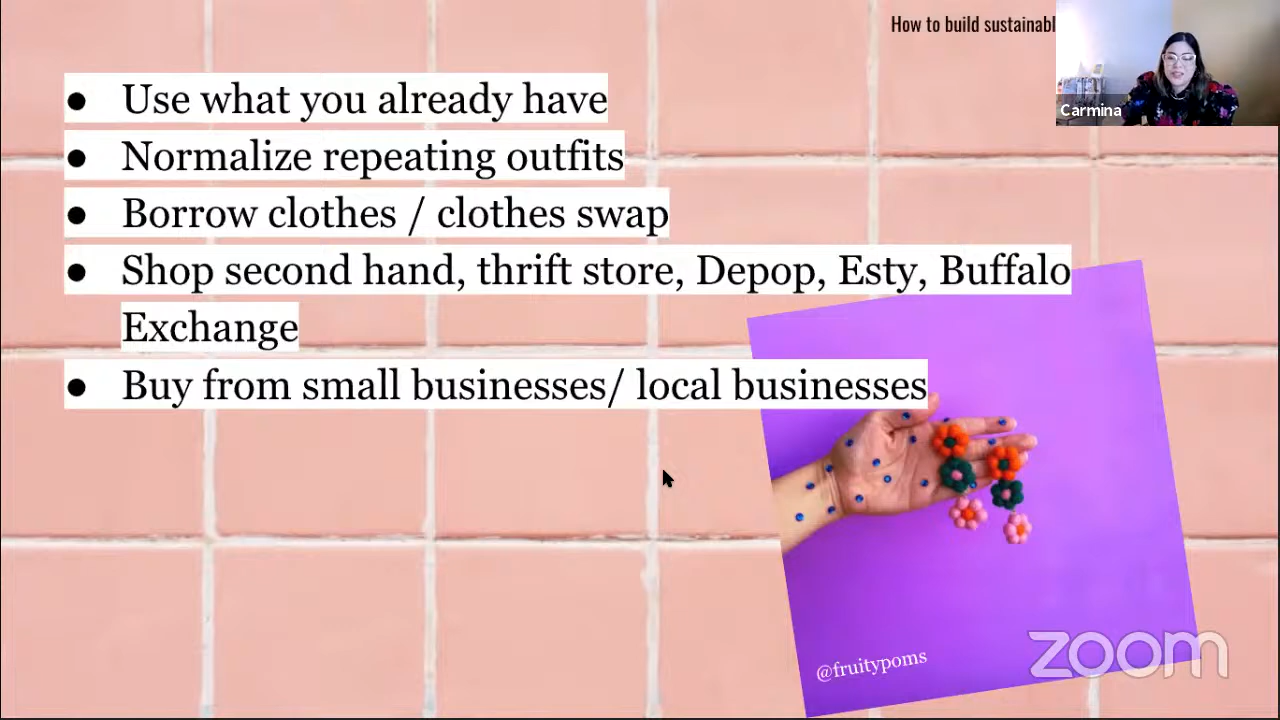 How to build sustainabl
Carmina
● Use what you already have
● Normalize repeating outfits
● Borrow clothes / clothes swap
● Shop second hand, thrift store, Depop, Esty, Buffalo
Exchange
● Buy from small businesses/ local businesses
@fruitypoms
zoom